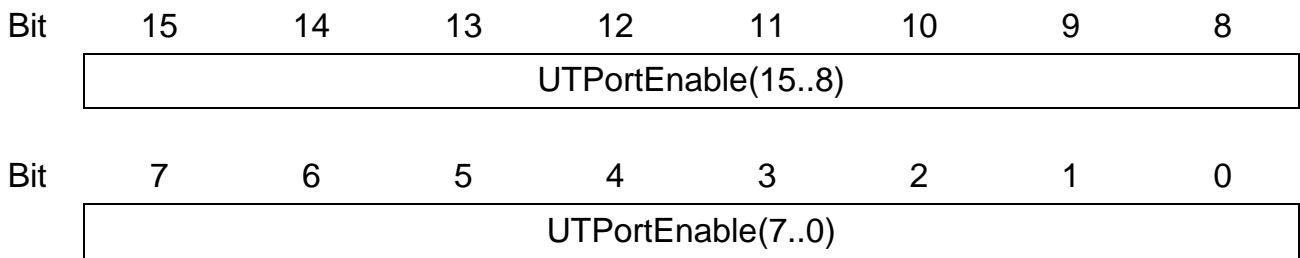 Bit 15 14 13 12 11 10 9 8
UTPortEnable(15..8)
Bit 7 6 5 4 3 2 1 0
UTPortEnable(7..0)